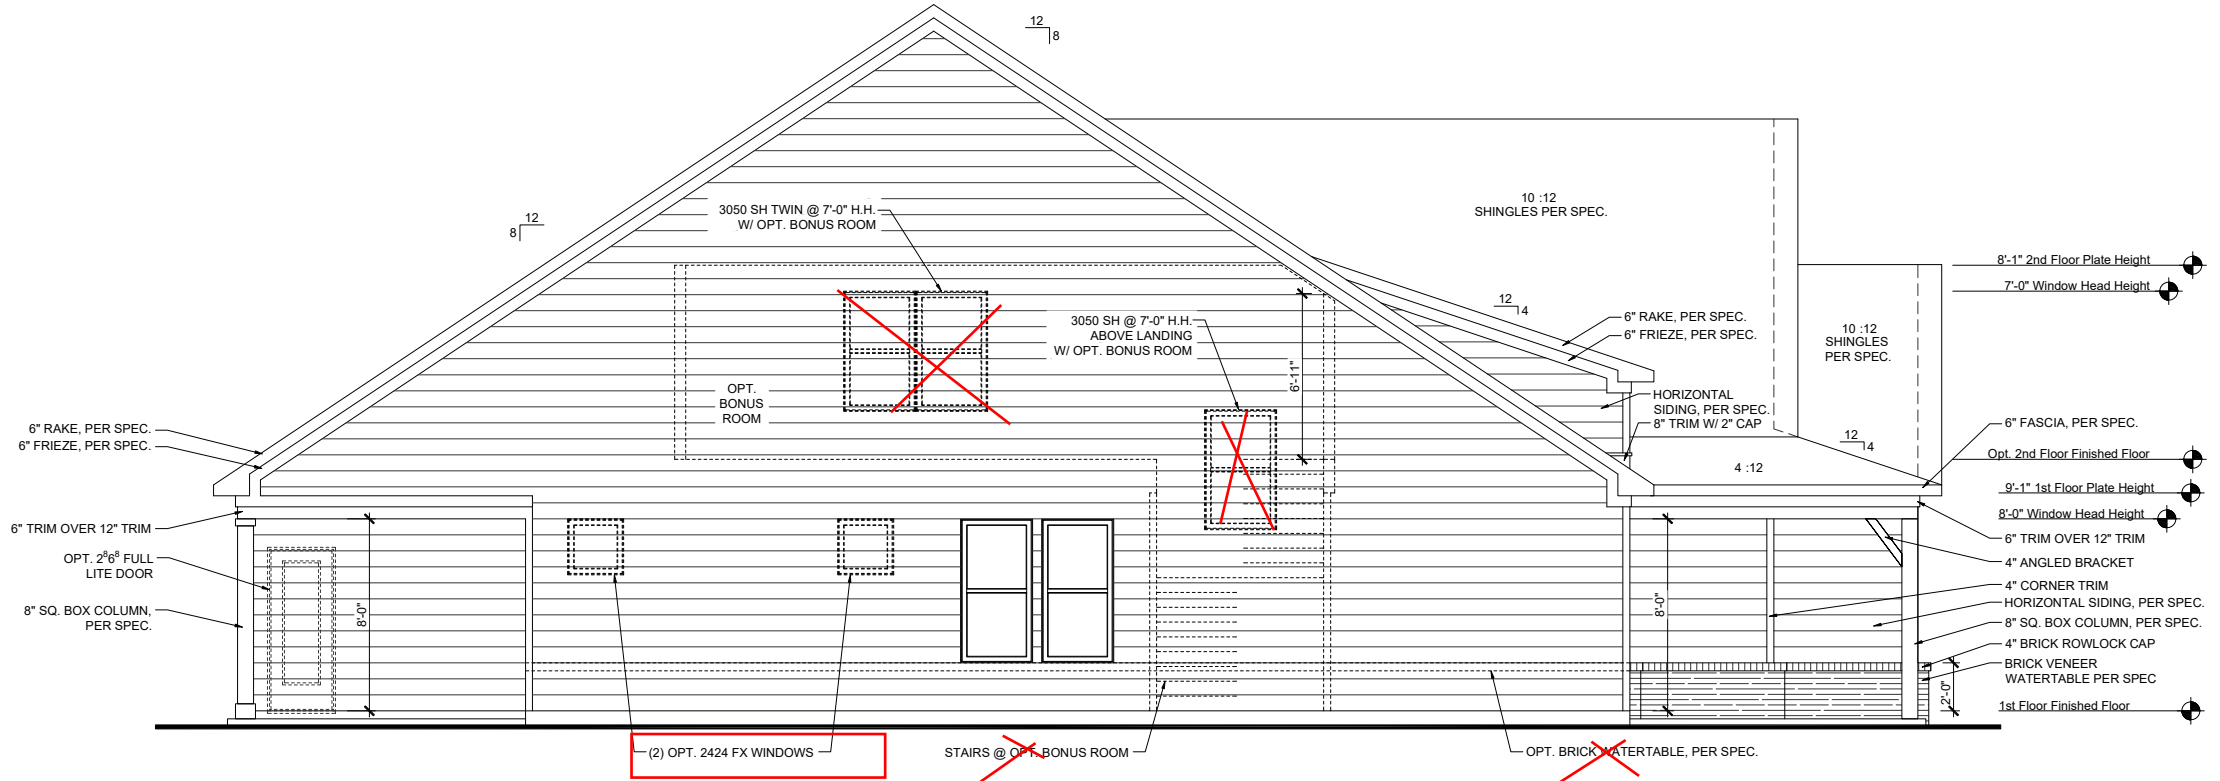 12
8
12
8
3050 SH TWIN @ 7'-0" H.H.
W/ OPT. BONUS ROOM
10 :12
SHINGLES PER SPEC.
8'-1" 2nd Floor Plate Height
7'-0" Window Head Height
12
4
3050 SH @ 7'-0" H.H.
ABOVE LANDING
W/ OPT. BONUS ROOM
6" RAKE, PER SPEC.
6" FRIEZE, PER SPEC.
10 :12
SHINGLES
PER SPEC.
6'-11"
OPT.
BONUS
ROOM
HORIZONTAL
SIDING, PER SPEC.
8" TRIM W/ 2" CAP
6" RAKE, PER SPEC.
6" FRIEZE, PER SPEC.
12
4
4 :12
6" FASCIA, PER SPEC.
Opt. 2nd Floor Finished Floor
9'-1" 1st Floor Plate Height
8'-0" Window Head Height
6" TRIM OVER 12" TRIM
OPT. 2⁸6⁸ FULL
LITE DOOR
8" SQ. BOX COLUMN,
PER SPEC.
8'-0"
8'-0"
6" TRIM OVER 12" TRIM
4" ANGLED BRACKET
4" CORNER TRIM
HORIZONTAL SIDING, PER SPEC.
8" SQ. BOX COLUMN, PER SPEC.
4" BRICK ROWLOCK CAP
BRICK VENEER
WATERTABLE PER SPEC
2'-0"
1st Floor Finished Floor
(2) OPT. 2424 FX WINDOWS
STAIRS @ OPT. BONUS ROOM
OPT. BRICK WATERTABLE, PER SPEC.